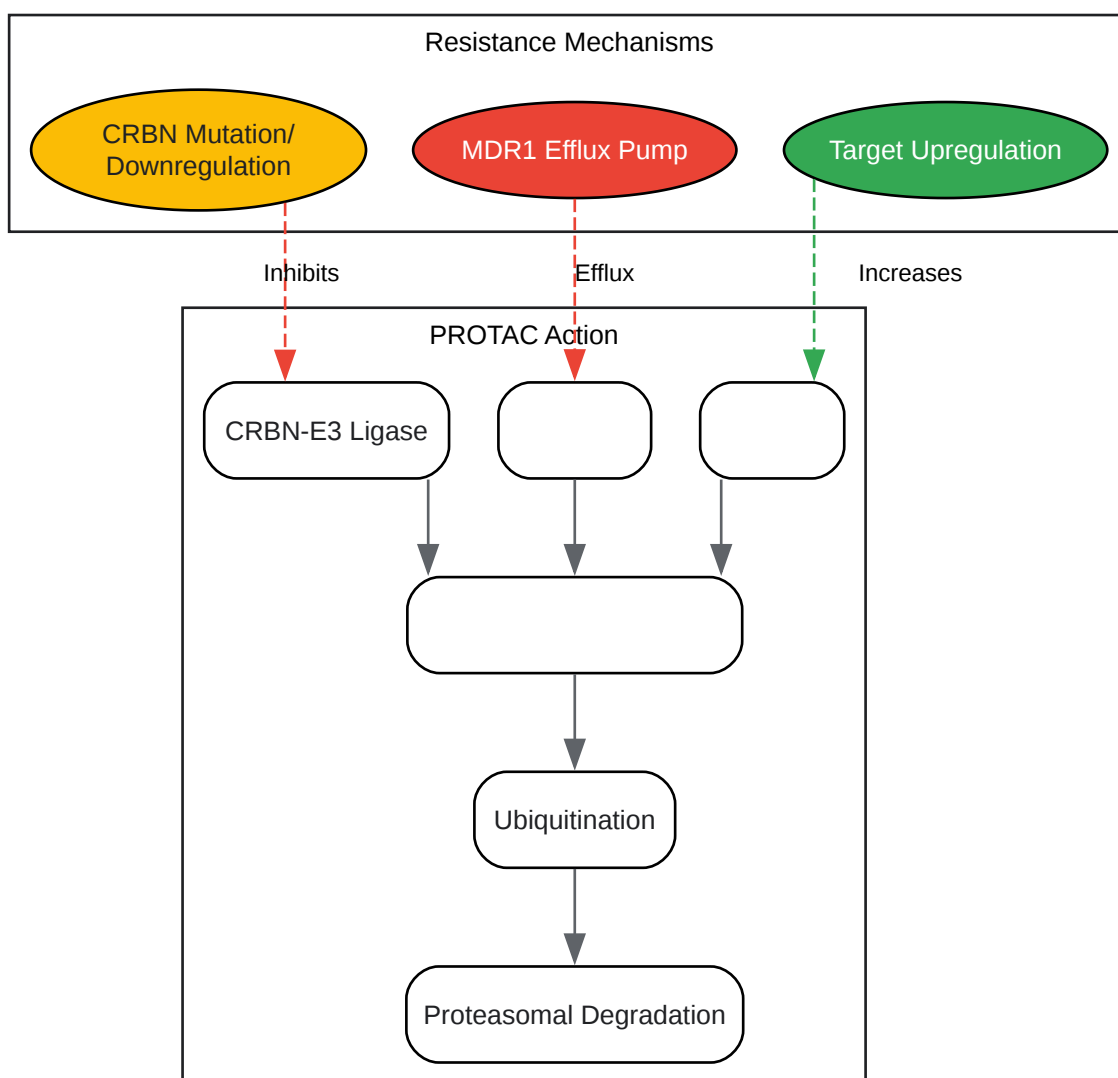 Resistance Mechanisms
CRBN Mutation/
Downregulation
MDR1 Efflux Pump
Target Upregulation
Inhibits
Efflux
Increases
PROTAC Action
CRBN-E3 Ligase
Ubiquitination
Proteasomal Degradation